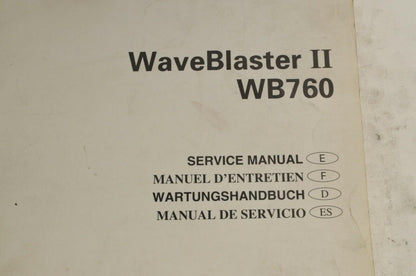 WaveBlaster II
WB760
SERVICE MANUAL E
MANUEL D'ENTRETIEN F
WARTUNGSHANDBUCH D
MANUAL DE SERVICIO ES